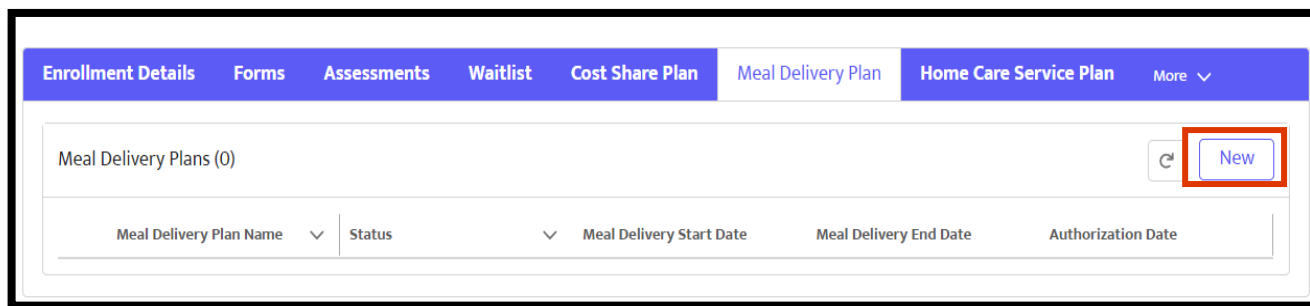 Enrollment Details Forms Assessments Waitlist Cost Share Plan Meal Delivery Plan Home Care Service Plan More
Meal Delivery Plans (0) New
Meal Delivery Plan Name Status Meal Delivery Start Date Meal Delivery End Date Authorization Date